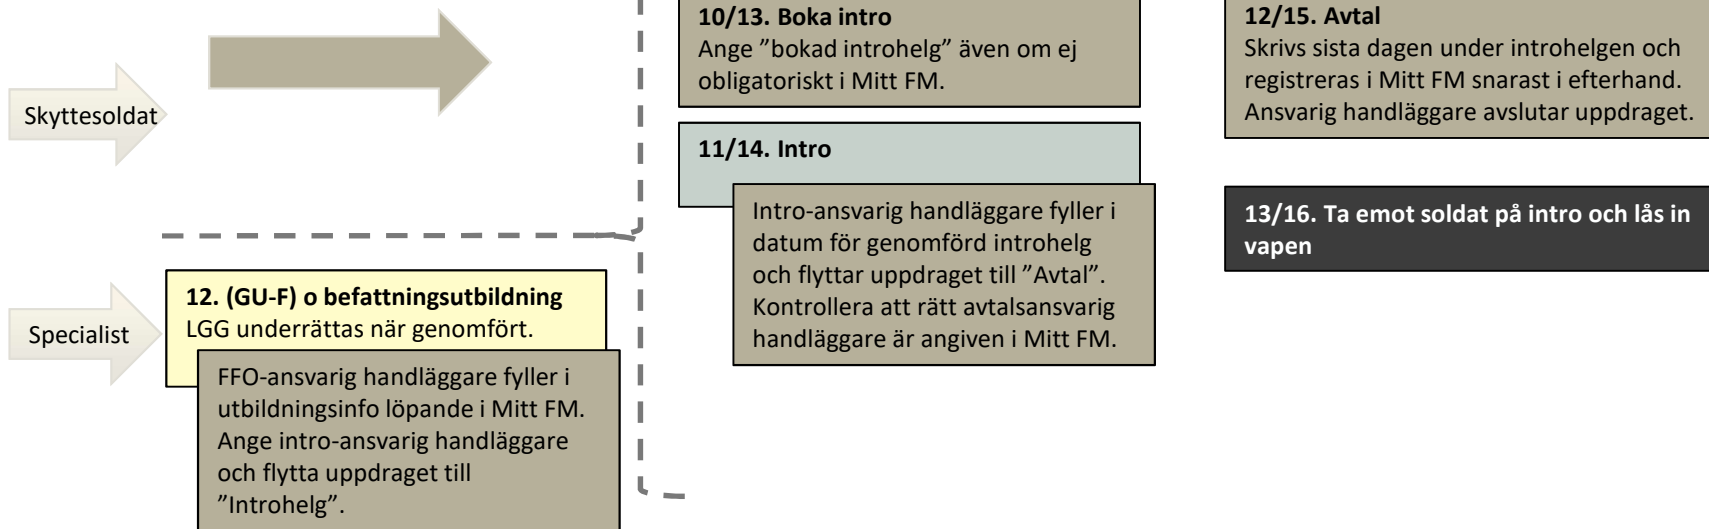 Skyttesoldat
Specialist
12. (GU-F) o befattningsutbildning
LGG underrättas när genomfört.
FFO-ansvarig handläggare fyller i
utbildningsinfo löpande i Mitt FM.
Ange intro-ansvarig handläggare
och flytta uppdraget till
”Introhelg”.
10/13. Boka intro
Ange ”bokad introhelg” även om ej
obligatoriskt i Mitt FM.
11/14. Intro
Intro-ansvarig handläggare fyller i
datum för genomförd introhelg
och flyttar uppdraget till ”Avtal”.
Kontrollera att rätt avtalsansvarig
handläggare är angiven i Mitt FM.
12/15. Avtal
Skrivs sista dagen under introhelgen och
registreras i Mitt FM snarast i efterhand.
Ansvarig handläggare avslutar uppdraget.
13/16. Ta emot soldat på intro och lås in
vapen